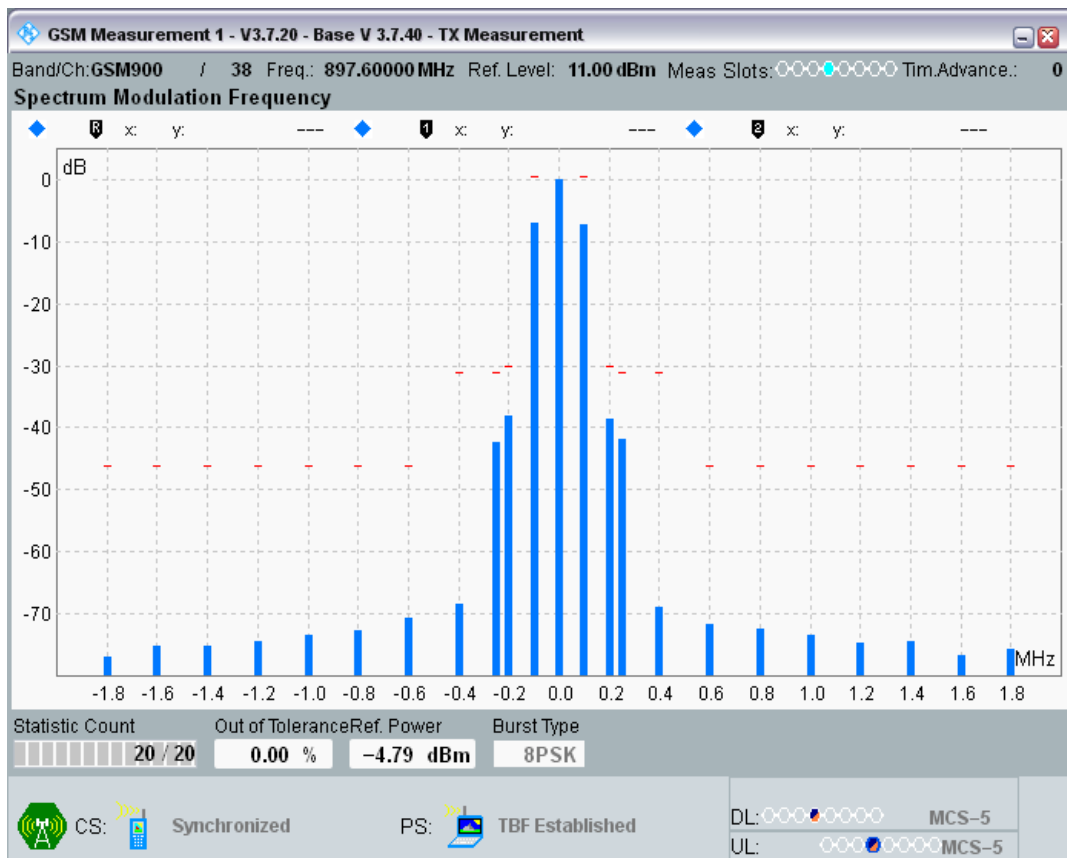 GSM Measurement 1 - V3.7.20 - Base V 3.7.40 - TX Measurement
Band/Ch:GSM900 / 38 Freq.: 897.60000 MHz Ref. Level: 11.00 dBm Meas Slots: Tim.Advance.: 0
Spectrum Modulation Frequency
R x: y: --- 1 x: y: --- 2 x: y: ---
dB
0
-10
-20
-30
-40
-50
-60
-70
MHz
-1.8 -1.6 -1.4 -1.2 -1.0 -0.8 -0.6 -0.4 -0.2 0.0 0.2 0.4 0.6 0.8 1.0 1.2 1.4 1.6 1.8
Statistic Count Out of Tolerance Ref. Power Burst Type
20 / 20 0.00 % −4.79 dBm 8PSK
CS: Synchronized PS: TBF Established DL: MCS−5
UL: MCS−5